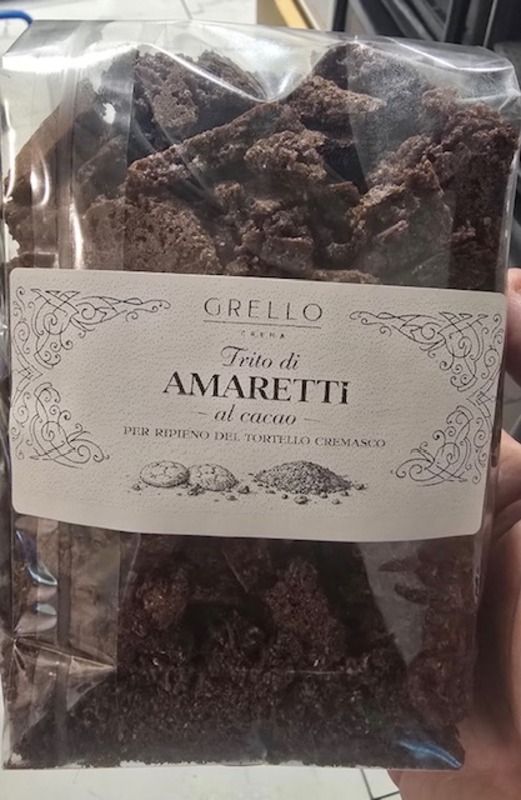 GRELLO
CREMA
Trito di
AMARETTI
al cacao
PER RIPIENO DEL TORTELLO CREMASCO